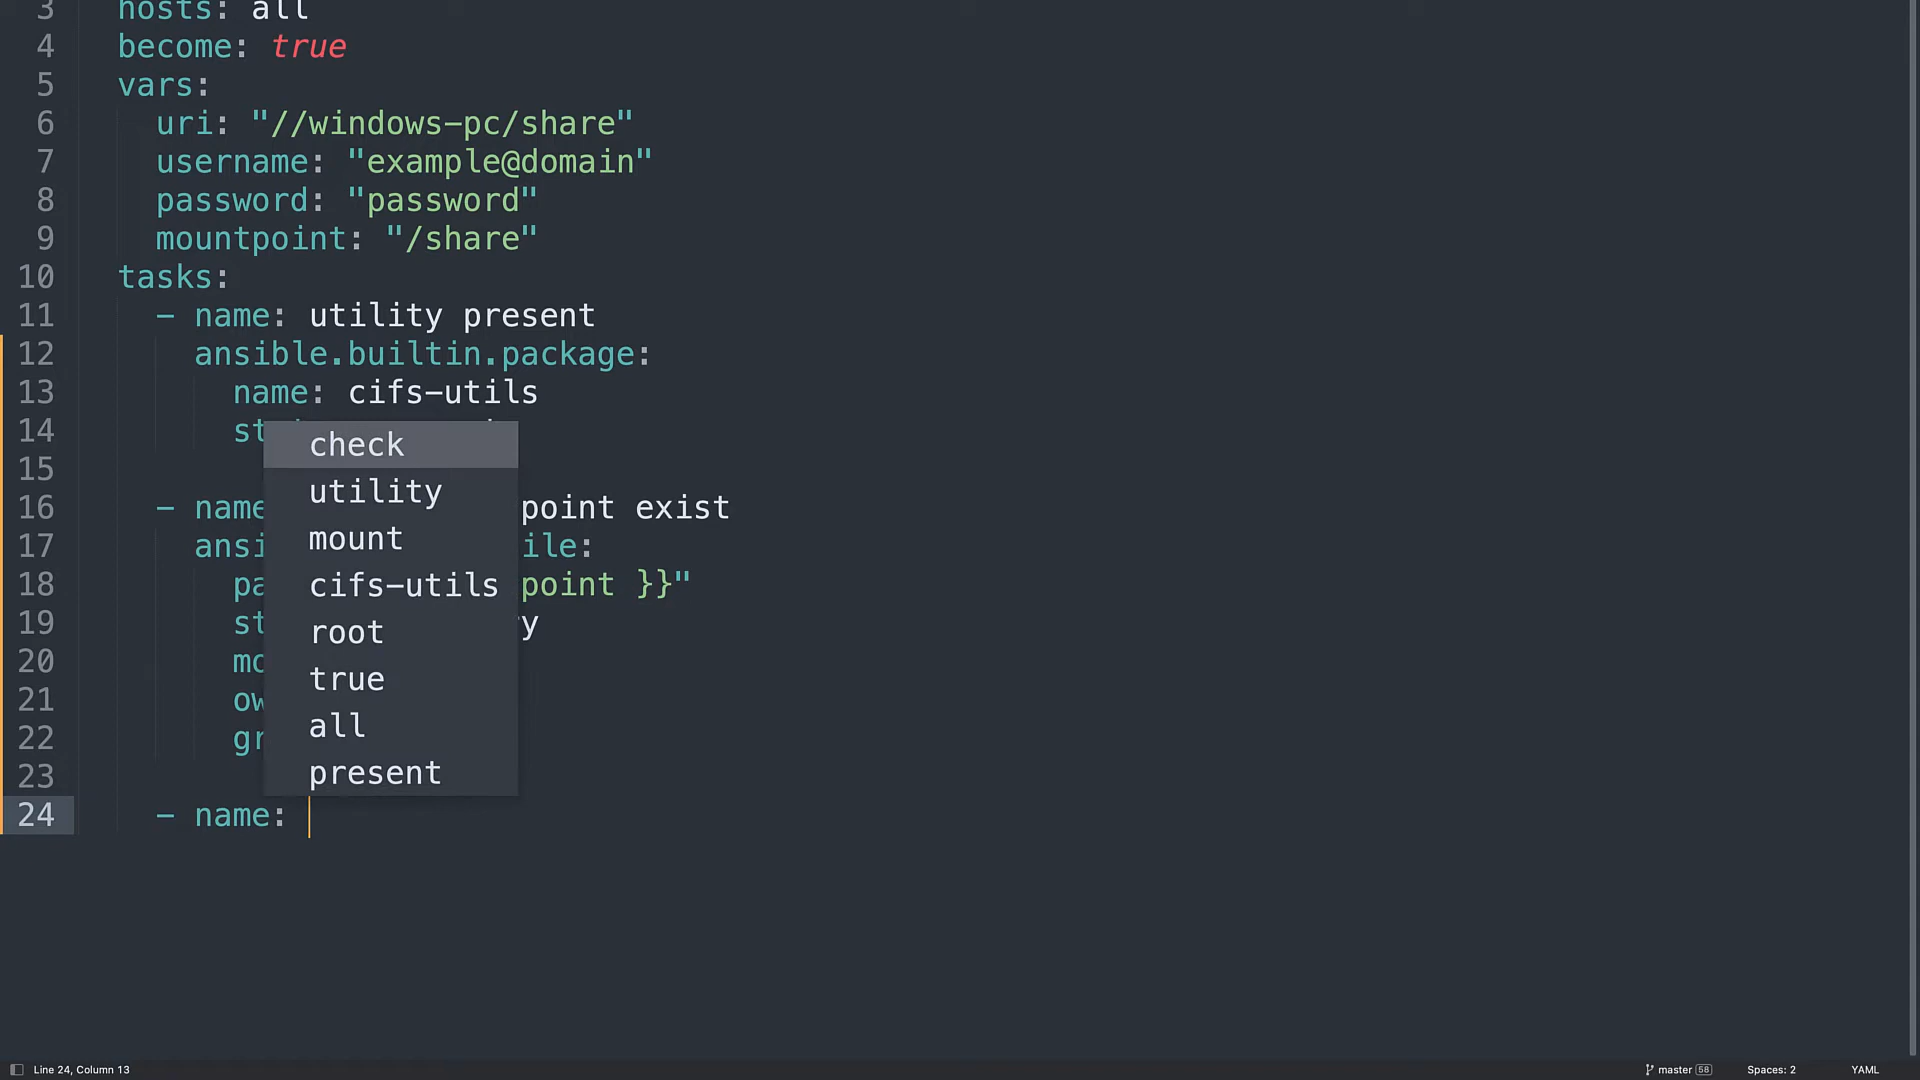 3 hosts: all
4 become: true
5 vars:
6 uri: "//windows-pc/share"
7 username: "example@domain"
8 password: "password"
9 mountpoint: "/share"
10 tasks:
11 - name: utility present
12 ansible.builtin.package:
13 name: cifs-utils
14 st
check
15
utility
16 - name point exist
mount
17 ansi ile:
cifs-utils
18 pa point }}"
19 st y
root
20 mo
true
21 ow
all
22 gr
present
23
24 - name:
Line 24, Column 13
master 58
Spaces: 2
YAML